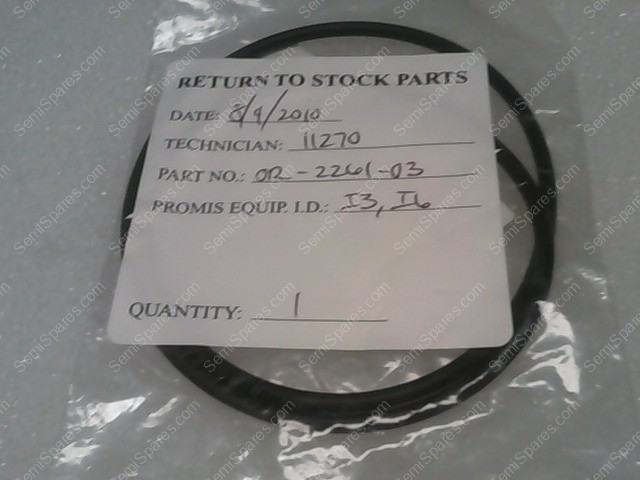 RETURN TO STOCK PARTS
DATE: 8/9/2010
TECHNICIAN: 11270
PART NO.: OR-2261-03
PROMIS EQUIP. I.D.: I3, I6
QUANTITY: 1
SemiSpares.com